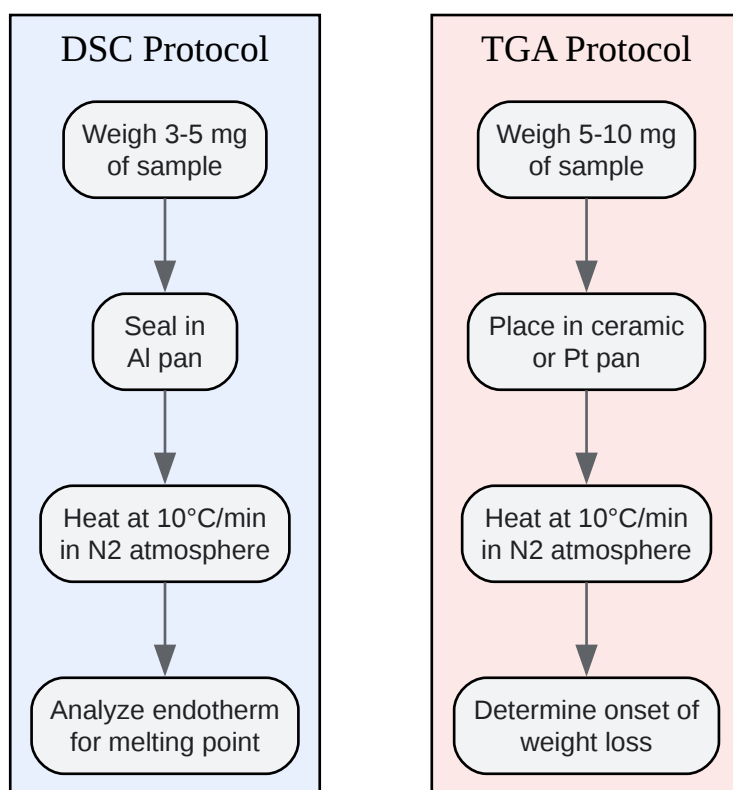 DSC Protocol
Weigh 3-5 mg
of sample
Seal in
Al pan
Heat at 10°C/min
in N2 atmosphere
Analyze endotherm
for melting point
TGA Protocol
Weigh 5-10 mg
of sample
Place in ceramic
or Pt pan
Heat at 10°C/min
in N2 atmosphere
Determine onset of
weight loss